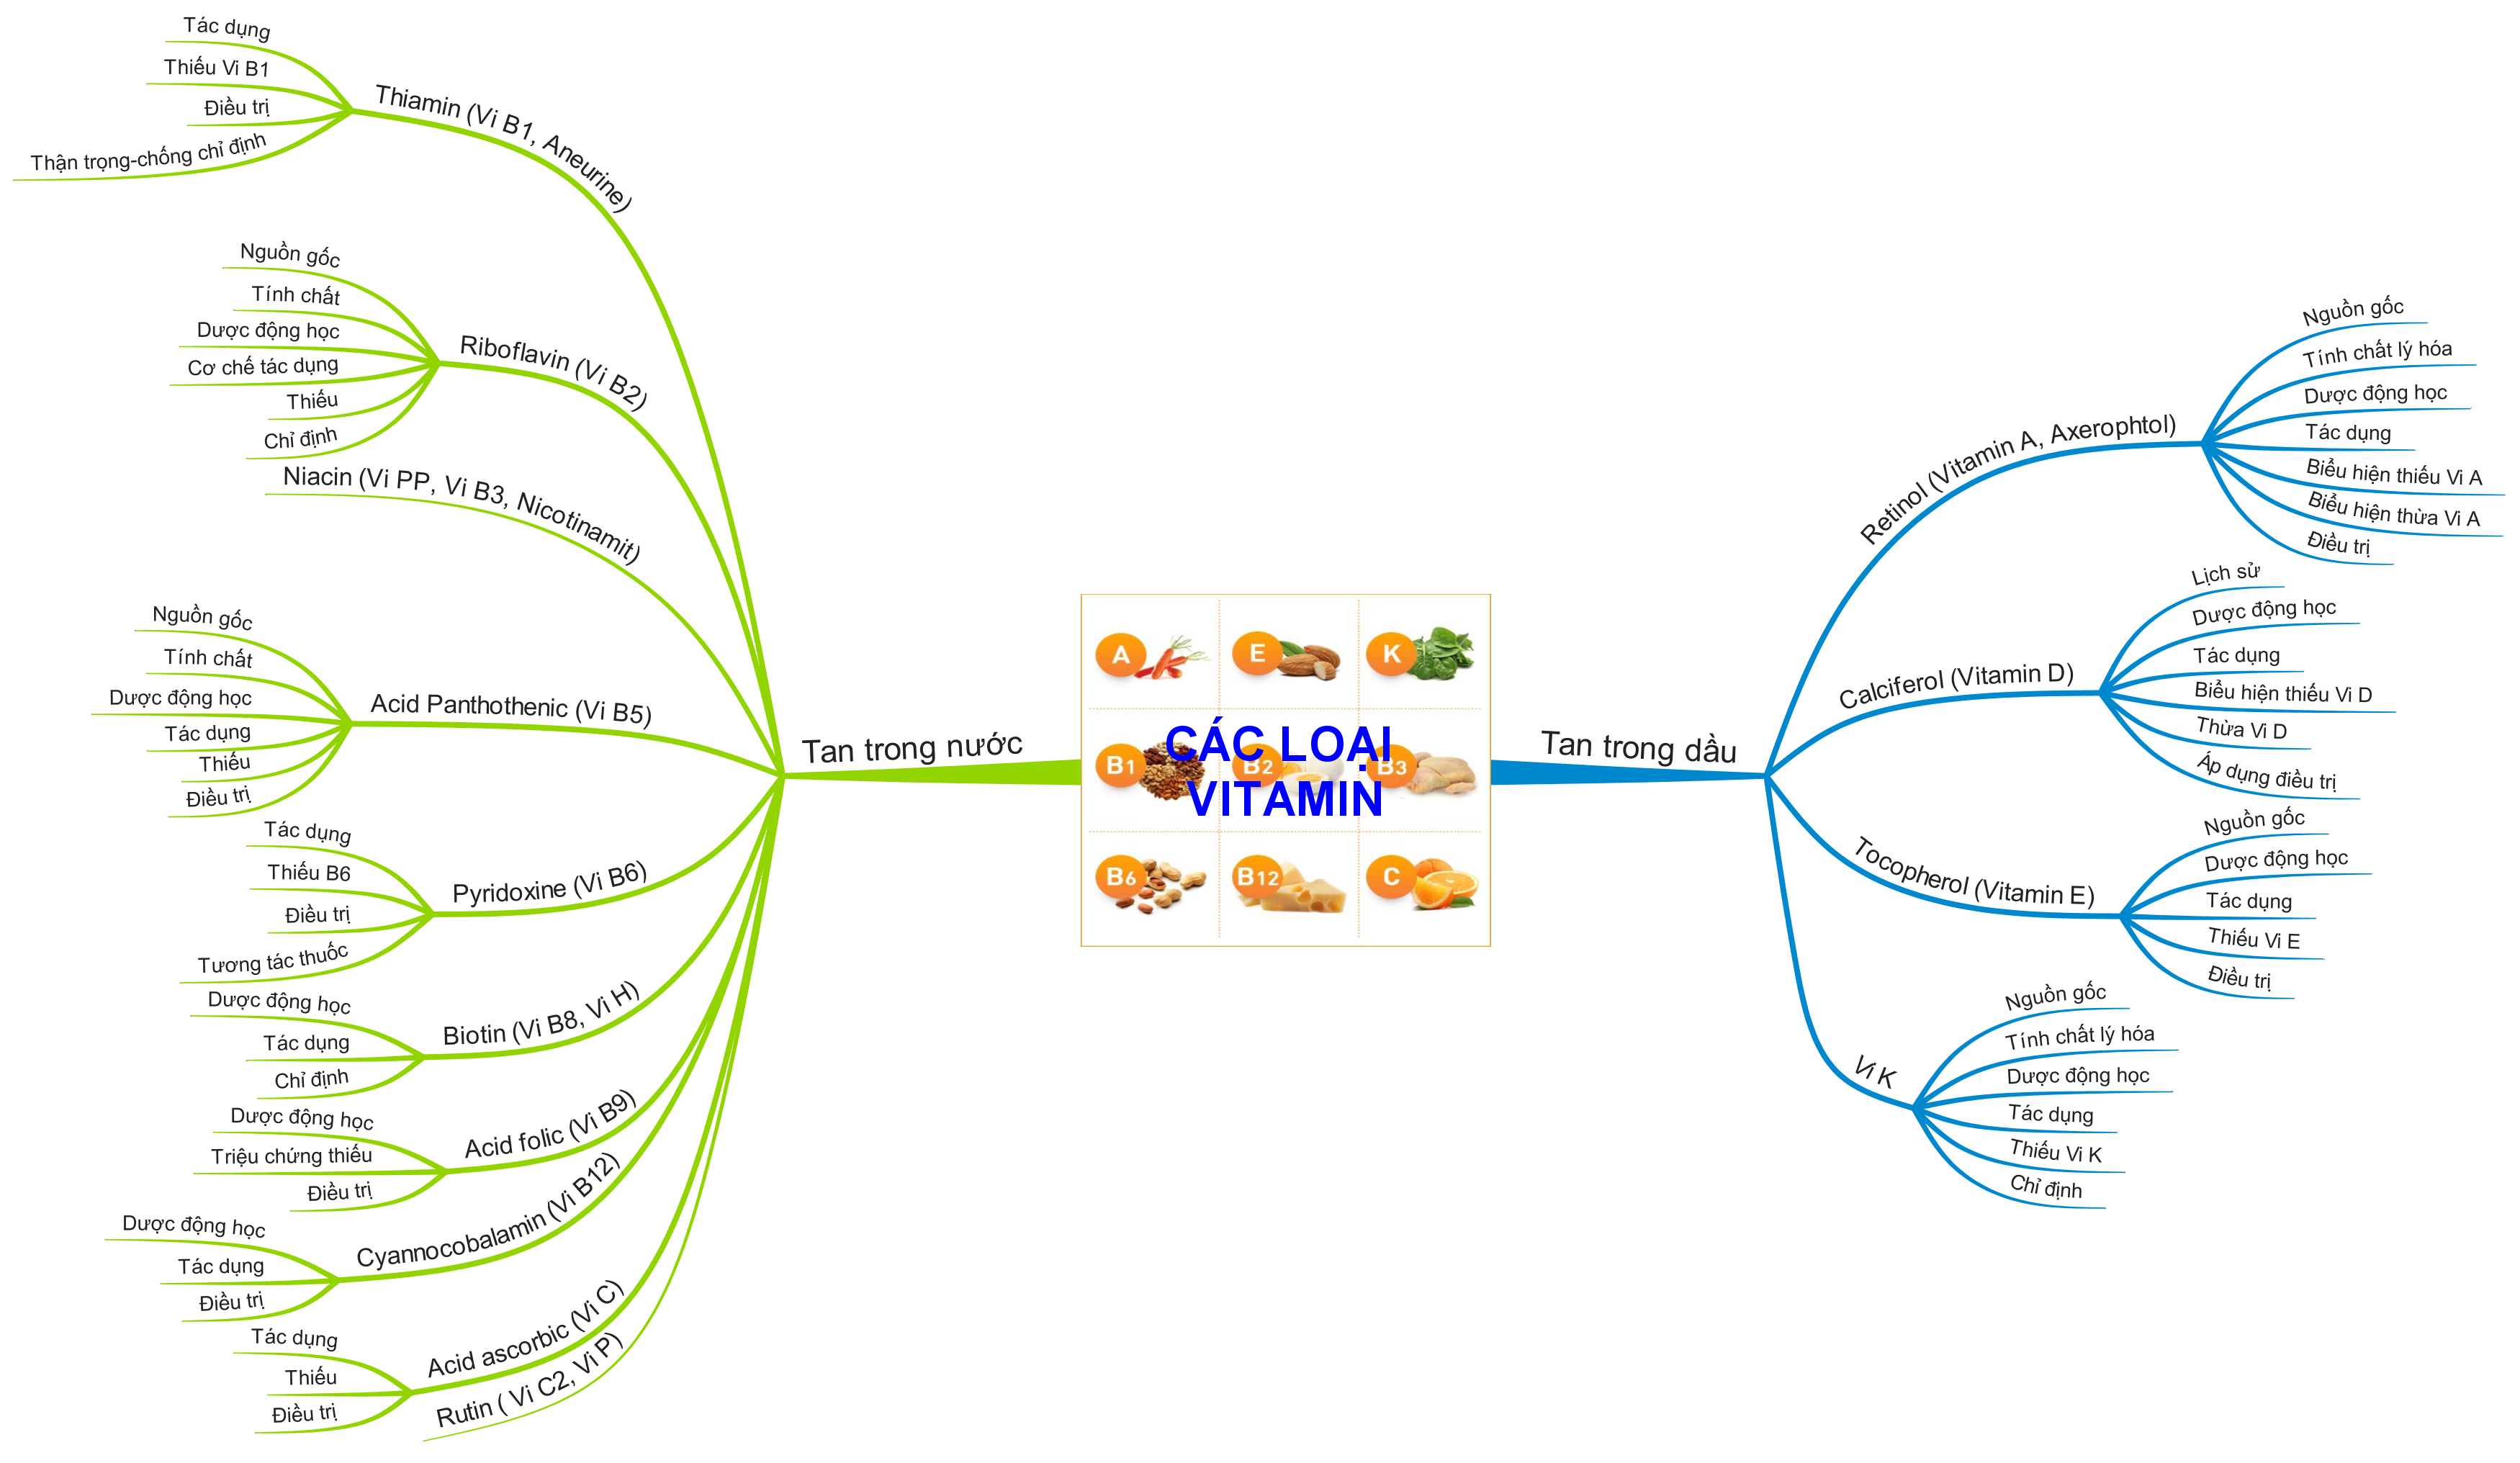 CÁC LOẠI
VITAMIN
A
E
K
B1
B2
B3
B6
B12
C
Tan trong nước
Thiamin (Vi B1, Aneurine)
Tác dụng
Thiếu Vi B1
Điều trị
Thận trọng-chống chỉ định
Riboflavin (Vi B2)
Nguồn gốc
Tính chất
Dược động học
Cơ chế tác dụng
Thiếu
Chỉ định
Niacin (Vi PP, Vi B3, Nicotinamit)
Acid Panthothenic (Vi B5)
Nguồn gốc
Tính chất
Dược động học
Tác dụng
Thiếu
Điều trị
Pyridoxine (Vi B6)
Tác dụng
Thiếu B6
Điều trị
Tương tác thuốc
Biotin (Vi B8, Vi H)
Dược động học
Tác dụng
Chỉ định
Acid folic (Vi B9)
Dược động học
Triệu chứng thiếu
Điều trị
Cyannocobalamin (Vi B12)
Dược động học
Tác dụng
Điều trị
Acid ascorbic (Vi C)
Tác dụng
Thiếu
Điều trị
Rutin ( Vi C2, Vi P)
Tan trong dầu
Retinol (Vitamin A, Axerophtol)
Nguồn gốc
Tính chất lý hóa
Dược động học
Tác dụng
Biểu hiện thiếu Vi A
Biểu hiện thừa Vi A
Điều trị
Calciferol (Vitamin D)
Lịch sử
Dược động học
Tác dụng
Biểu hiện thiếu Vi D
Thừa Vi D
Áp dụng điều trị
Tocopherol (Vitamin E)
Nguồn gốc
Dược động học
Tác dụng
Thiếu Vi E
Điều trị
Vi K
Nguồn gốc
Tính chất lý hóa
Dược động học
Tác dụng
Thiếu Vi K
Chỉ định